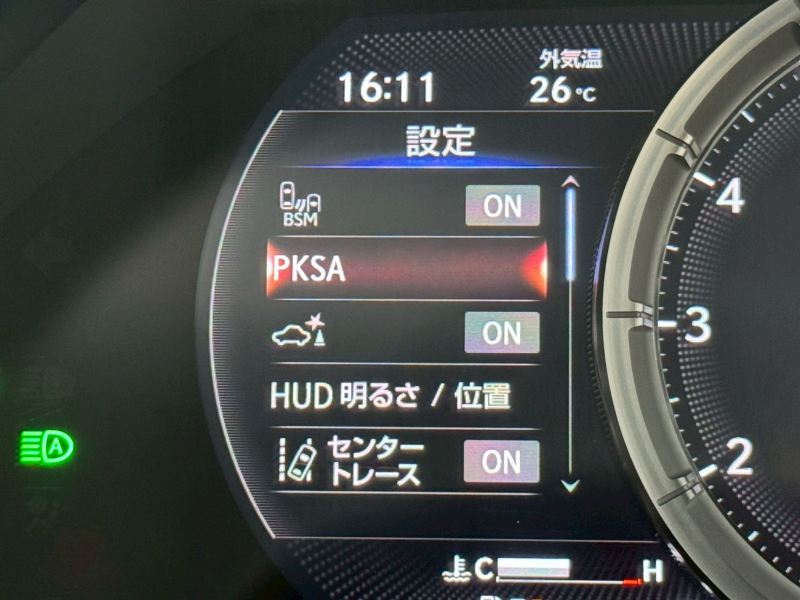 外気温
16:11
26℃
設定
BSM
ON
PKSA
ON
HUD 明るさ / 位置
センター
トレース
ON
4
3
2
A
C
H